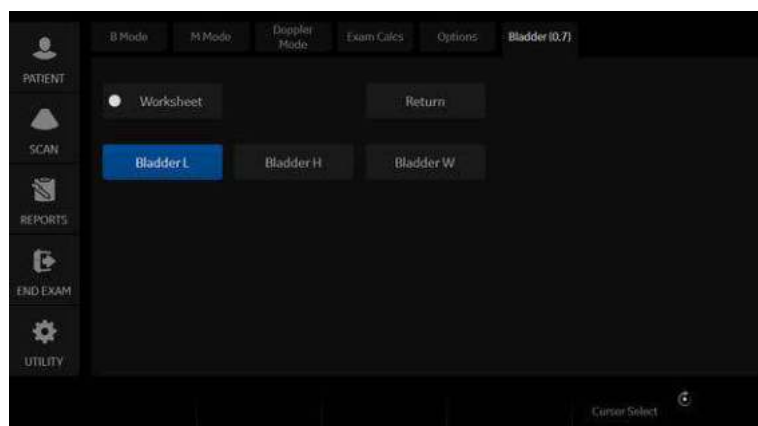 B Mode
M Mode
Doppler
Mode
Exam Calcs
Options
Bladder (0.7)
PATIENT
Worksheet
Return
SCAN
Bladder L
Bladder H
Bladder W
REPORTS
END EXAM
UTILITY
Cursor Select